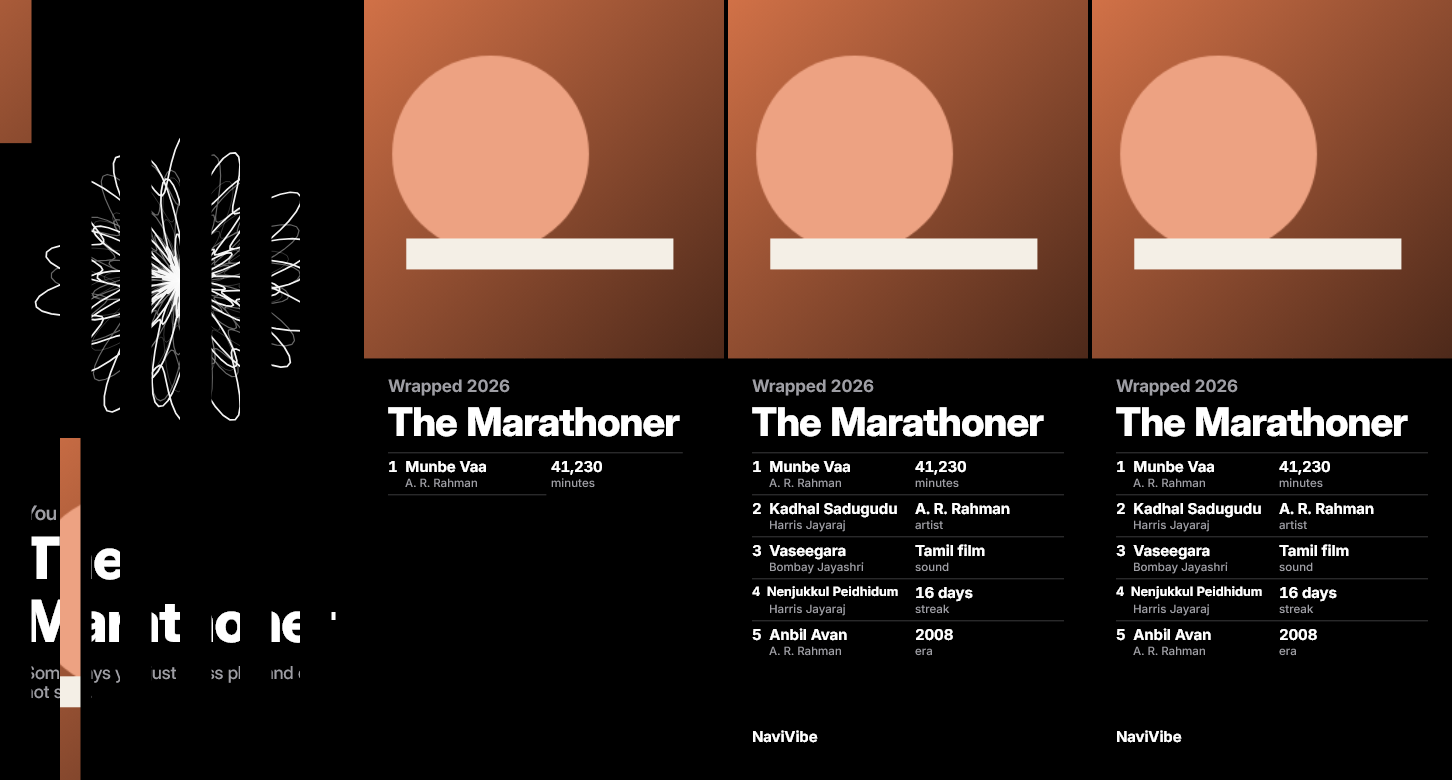 You
The
Mar
Wrapped 2026
The Marathoner
1 Munbe Vaa 41,230
A. R. Rahman minutes
Wrapped 2026
The Marathoner
1 Munbe Vaa 41,230
A. R. Rahman minutes
2 Kadhal Sadugudu A. R. Rahman
Harris Jayaraj artist
3 Vaseegara Tamil film
Bombay Jayashri sound
4 Nenjukkul Peidhidum 16 days
Harris Jayaraj streak
5 Anbil Avan 2008
A. R. Rahman era
NaviVibe
Wrapped 2026
The Marathoner
1 Munbe Vaa 41,230
A. R. Rahman minutes
2 Kadhal Sadugudu A. R. Rahman
Harris Jayaraj artist
3 Vaseegara Tamil film
Bombay Jayashri sound
4 Nenjukkul Peidhidum 16 days
Harris Jayaraj streak
5 Anbil Avan 2008
A. R. Rahman era
NaviVibe